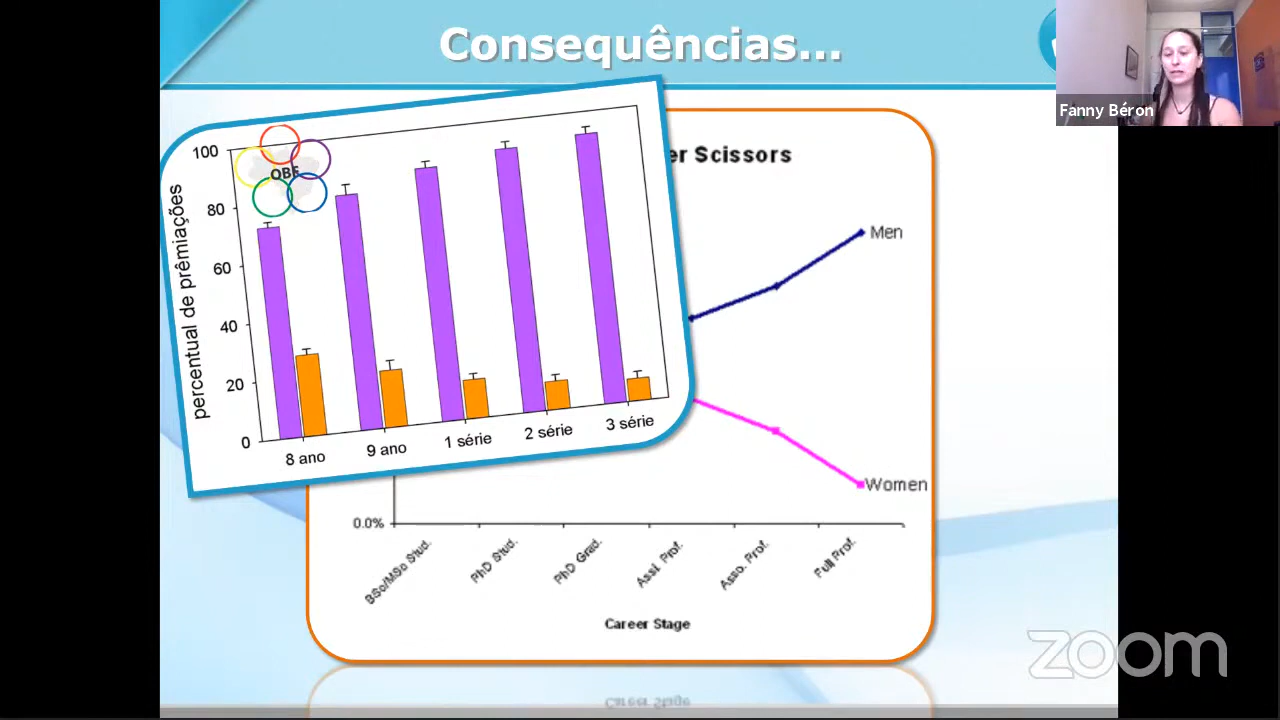 Consequências...
Fanny Béron
100
80
60
40
20
0
percentual de prêmiações
OBF
8 ano
9 ano
1 série
2 série
3 série
er Scissors
Men
Women
0.0%
BSc/MSc Stud.
PhD Stud.
PhD Grad.
Assi. Prof.
Asso. Prof.
Full Prof.
Career Stage
zoom